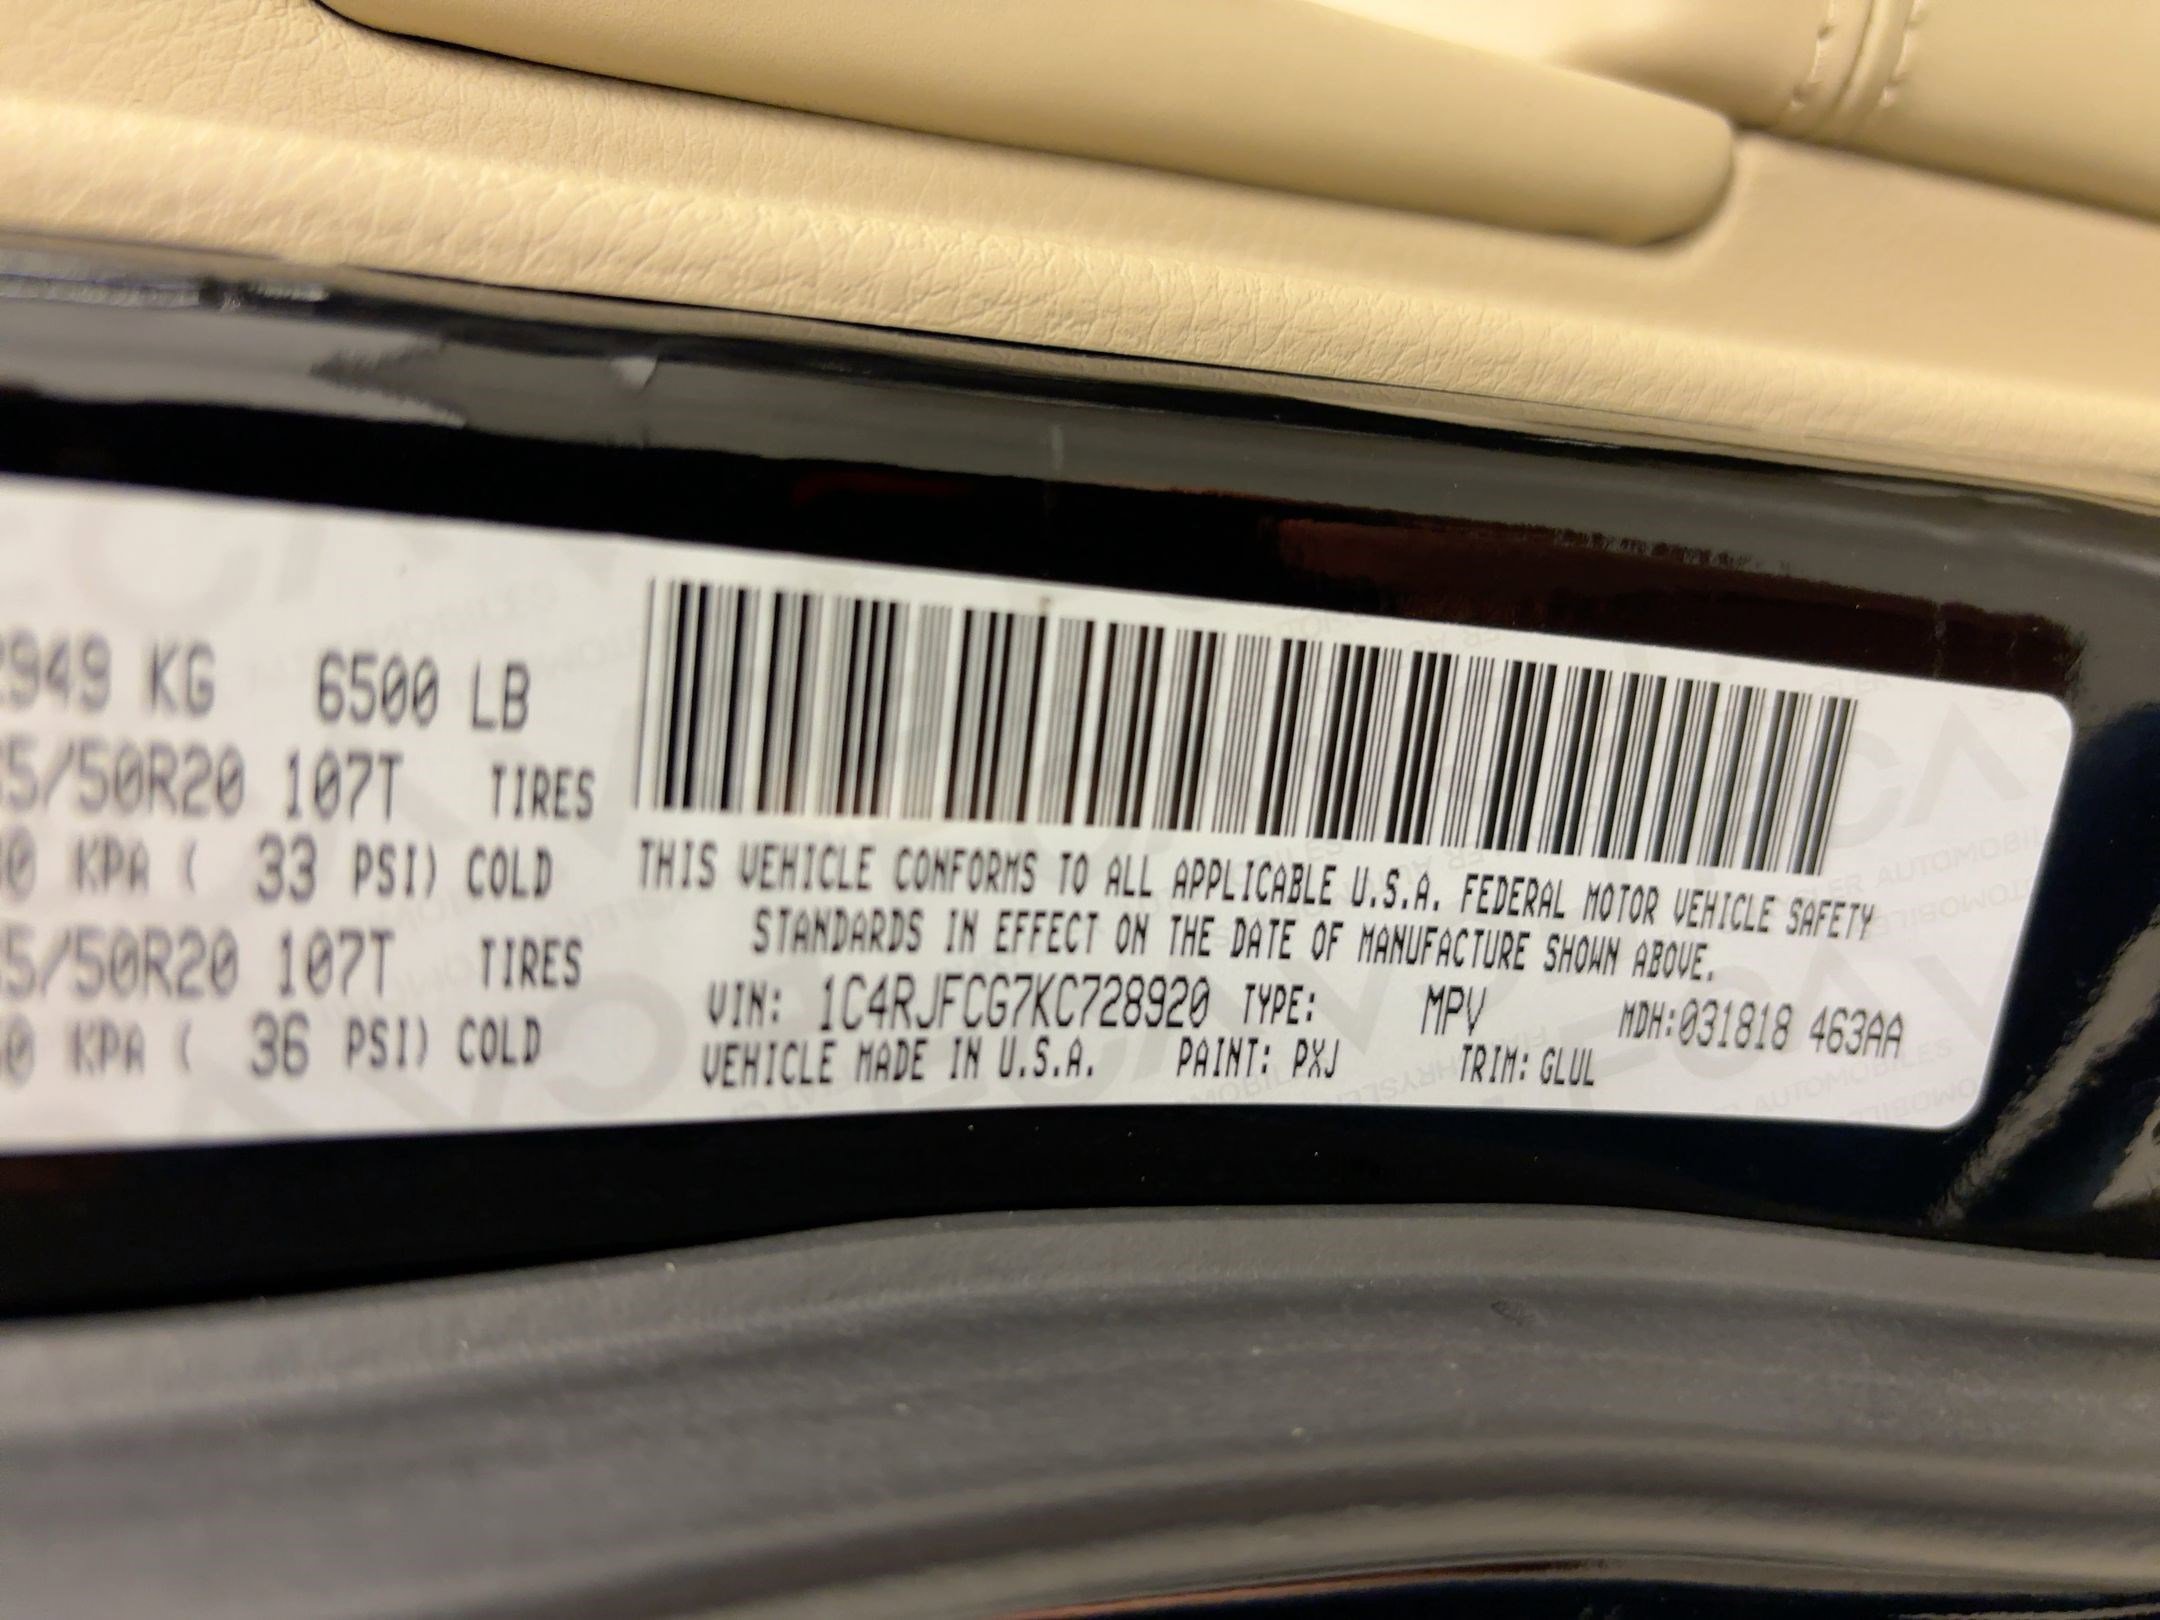 2949 KG 6500 LB
5/50R20 107T TIRES
0 KPA ( 33 PSI) COLD
5/50R20 107T TIRES
0 KPA ( 36 PSI) COLD
THIS VEHICLE CONFORMS TO ALL APPLICABLE U.S.A. FEDERAL MOTOR VEHICLE SAFETY
STANDARDS IN EFFECT ON THE DATE OF MANUFACTURE SHOWN ABOVE.
VIN: 1C4RJFCG7KC728920 TYPE: MPV MDH:031818 463AA
VEHICLE MADE IN U.S.A. PAINT: PXJ TRIM: GLUL